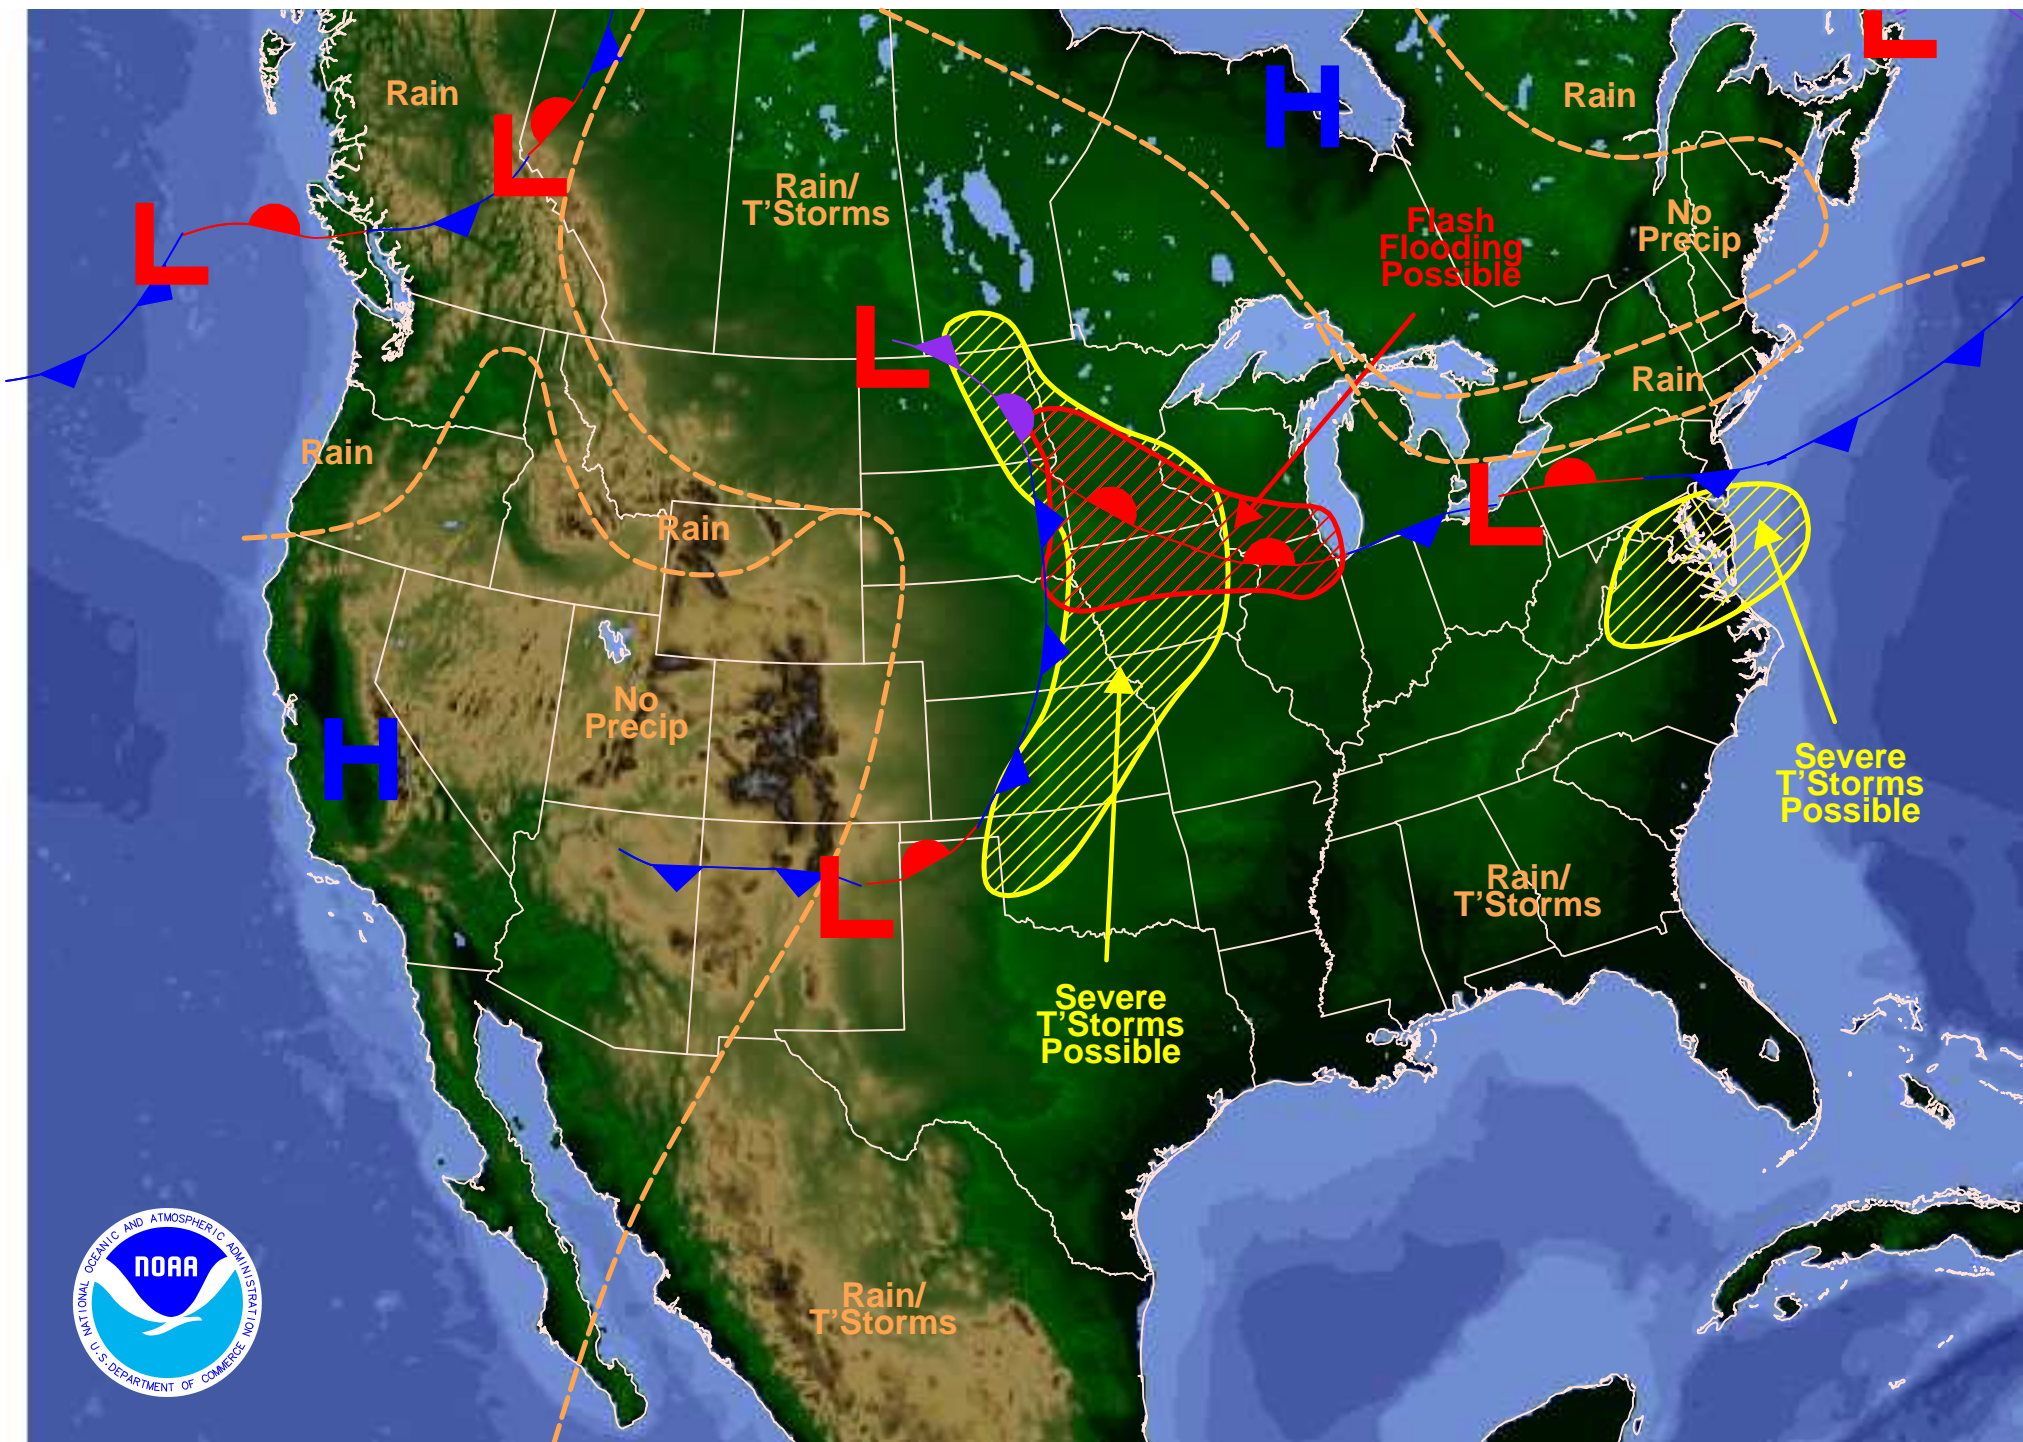 L
H
Rain
Rain
L
Rain/
T'Storms
L
No
Precip
Flash
Flooding
Possible
L
Rain
Rain
L
L
Rain
No
Precip
H
Severe
T'Storms
Possible
Rain/
T'Storms
L
Severe
T'Storms
Possible
Rain/
T'Storms
NATIONAL OCEANIC AND ATMOSPHERIC ADMINISTRATION
NOAA
U.S. DEPARTMENT OF COMMERCE